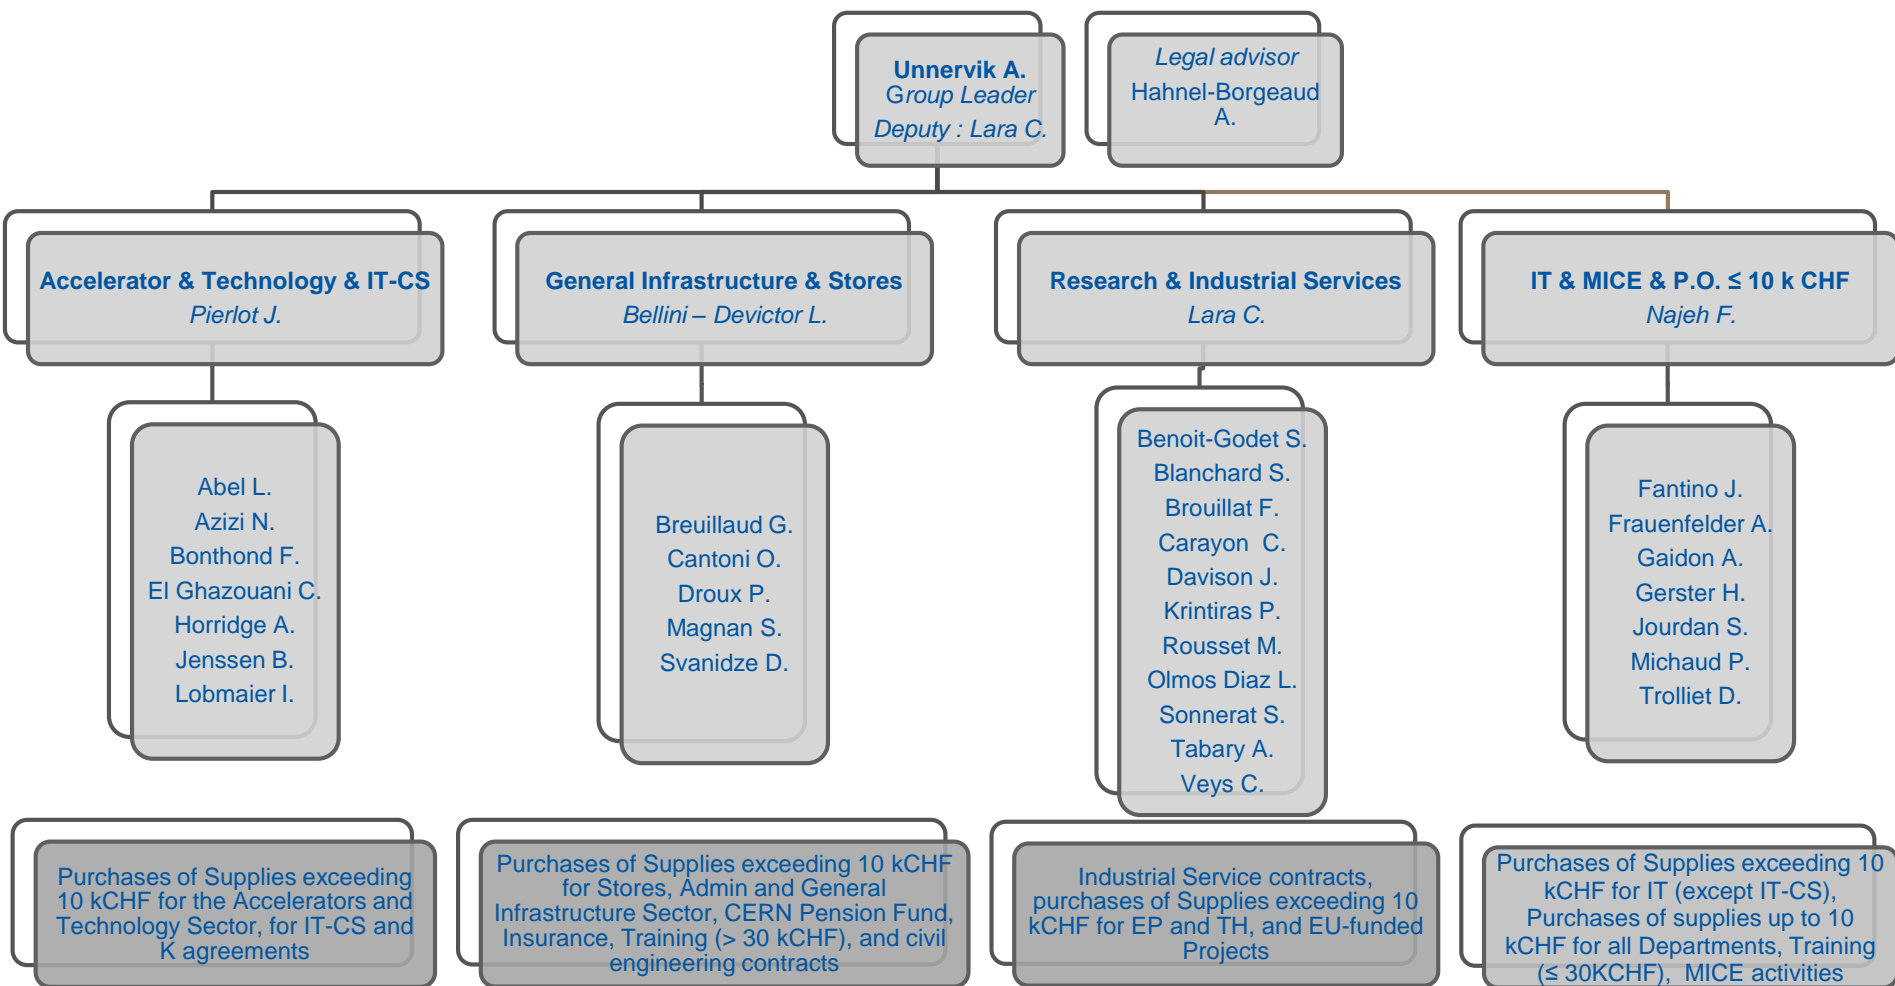 Unnervik A.
Group Leader
Deputy : Lara C.
Legal advisor
Hahnel-Borgeaud
A.
Accelerator & Technology & IT-CS
Pierlot J.
General Infrastructure & Stores
Bellini – Devictor L.
Research & Industrial Services
Lara C.
IT & MICE & P.O. ≤ 10 k CHF
Najeh F.
Abel L.
Azizi N.
Bonthond F.
El Ghazouani C.
Horridge A.
Jenssen B.
Lobmaier I.
Breuillaud G.
Cantoni O.
Droux P.
Magnan S.
Svanidze D.
Benoit-Godet S.
Blanchard S.
Brouillat F.
Carayon  C.
Davison J.
Krintiras P.
Rousset M.
Olmos Diaz L.
Sonnerat S.
Tabary A.
Veys C.
Fantino J.
Frauenfelder A.
Gaidon A.
Gerster H.
Jourdan S.
Michaud P.
Trolliet D.
Purchases of Supplies exceeding
10 kCHF for the Accelerators and
Technology Sector, for IT-CS and
K agreements
Purchases of Supplies exceeding 10 kCHF
for Stores, Admin and General
Infrastructure Sector, CERN Pension Fund,
Insurance, Training (> 30 kCHF), and civil
engineering contracts
Industrial Service contracts,
purchases of Supplies exceeding 10
kCHF for EP and TH, and EU-funded
Projects
Purchases of Supplies exceeding 10
kCHF for IT (except IT-CS),
Purchases of supplies up to 10
kCHF for all Departments, Training
(≤ 30KCHF),  MICE activities